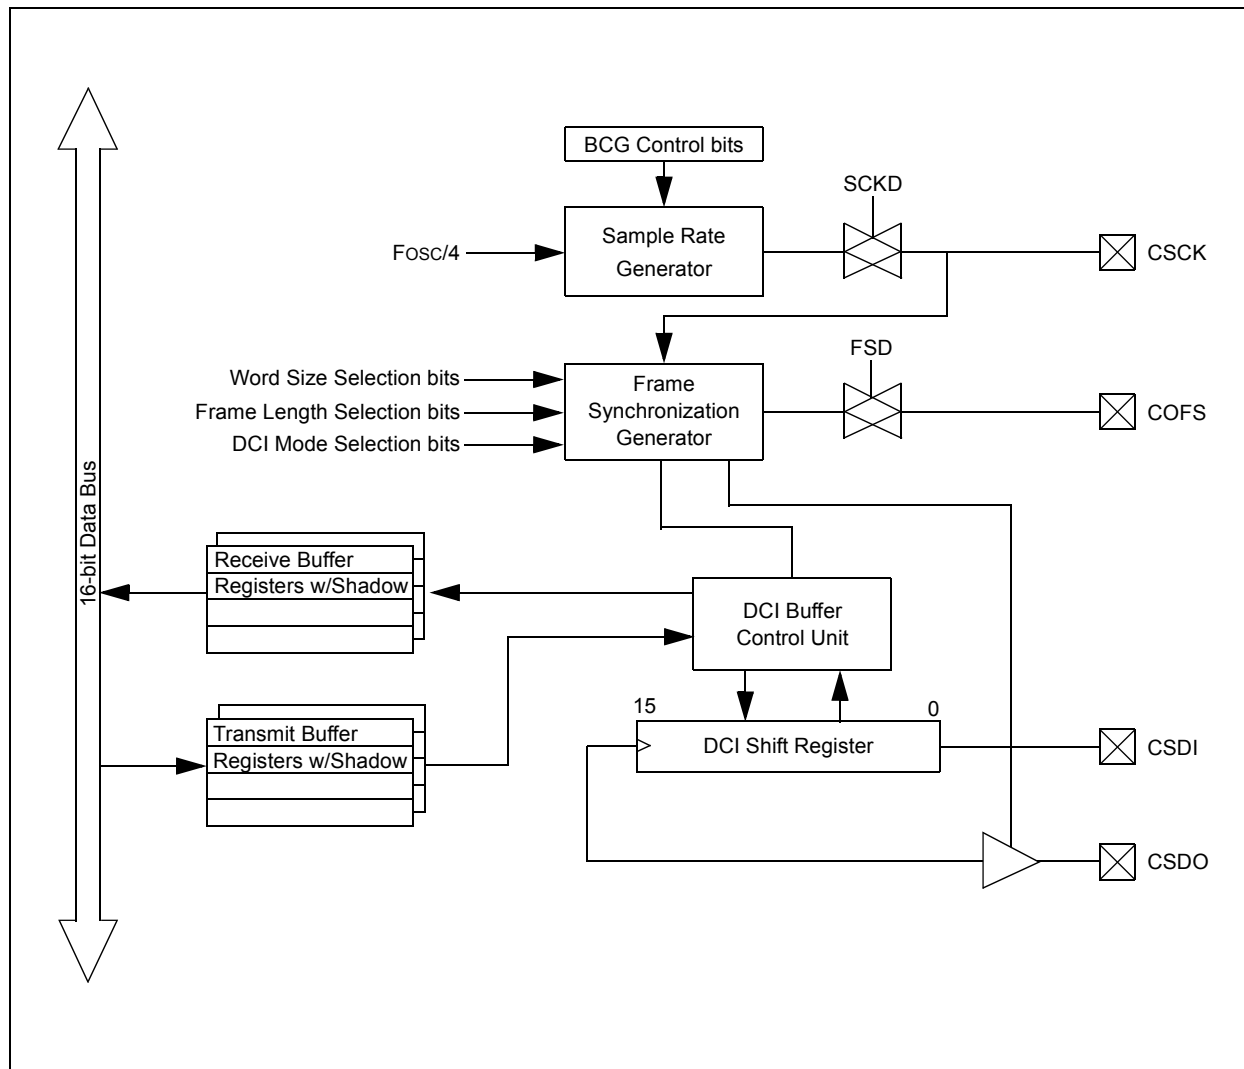 BCG Control bits
SCKD
Sample Rate
Generator
FOSC/4
CSCK
FSD
Word Size Selection bits
Frame Length Selection bits
DCI Mode Selection bits
Frame
Synchronization
Generator
COFS
16-bit Data Bus
Receive Buffer
Registers w/Shadow
DCI Buffer
Control Unit
15
0
Transmit Buffer
Registers w/Shadow
DCI Shift Register
CSDI
CSDO